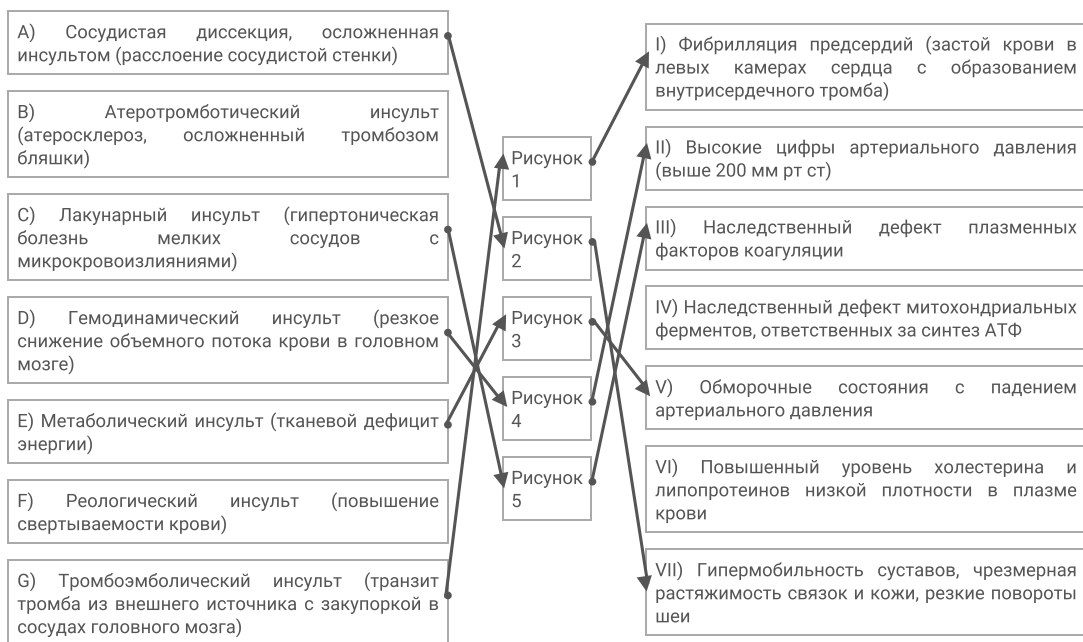 A) Сосудистая диссекция, осложненная
инсультом (расслоение сосудистой стенки)
B) Атеротромботический инсульт
(атеросклероз, осложненный тромбозом
бляшки)
C) Лакунарный инсульт (гипертоническая
болезнь мелких сосудов с
микрокровоизлияниями)
D) Гемодинамический инсульт (резкое
снижение объемного потока крови в головном
мозге)
E) Метаболический инсульт (тканевой дефицит
энергии)
F) Реологический инсульт (повышение
свертываемости крови)
G) Тромбоэмболический инсульт (транзит
тромба из внешнего источника с закупоркой в
сосудах головного мозга)
Рисунок
1
Рисунок
2
Рисунок
3
Рисунок
4
Рисунок
5
I) Фибрилляция предсердий (застой крови в
левых камерах сердца с образованием
внутрисердечного тромба)
II) Высокие цифры артериального давления
(выше 200 мм рт ст)
III) Наследственный дефект плазменных
факторов коагуляции
IV) Наследственный дефект митохондриальных
ферментов, ответственных за синтез АТФ
V) Обморочные состояния с падением
артериального давления
VI) Повышенный уровень холестерина и
липопротеинов низкой плотности в плазме
крови
VII) Гипермобильность суставов, чрезмерная
растяжимость связок и кожи, резкие повороты
шеи